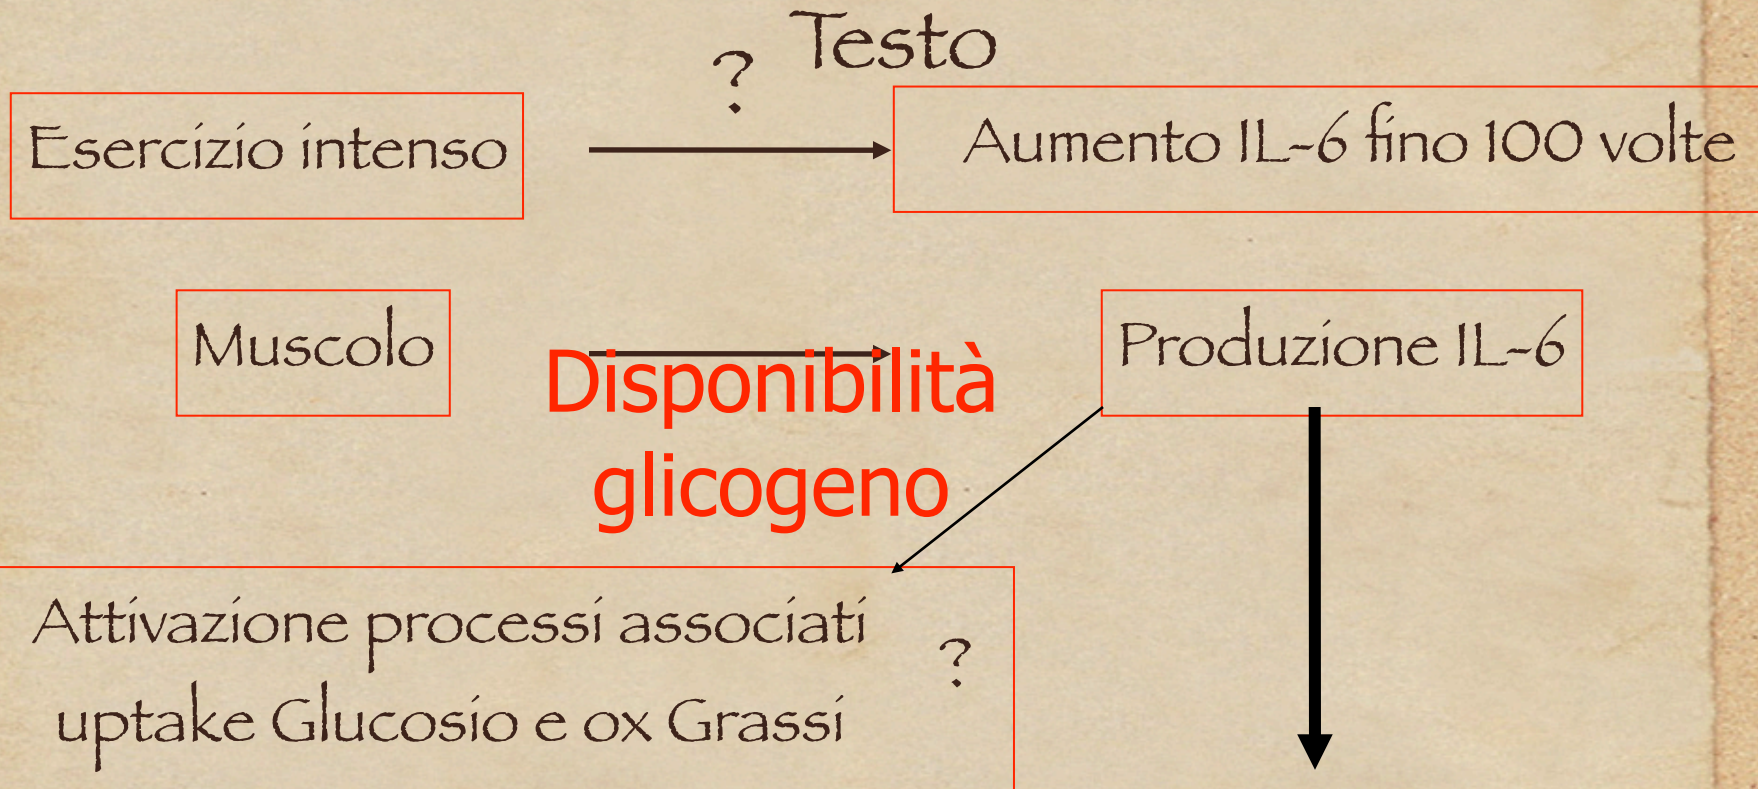 Testo
?
Esercizio intenso
Aumento IL-6 fino 100 volte
Muscolo
Produzione IL-6
Disponibilità
glicogeno
Attivazione processi associati
?
uptake Glucosio e ox Grassi